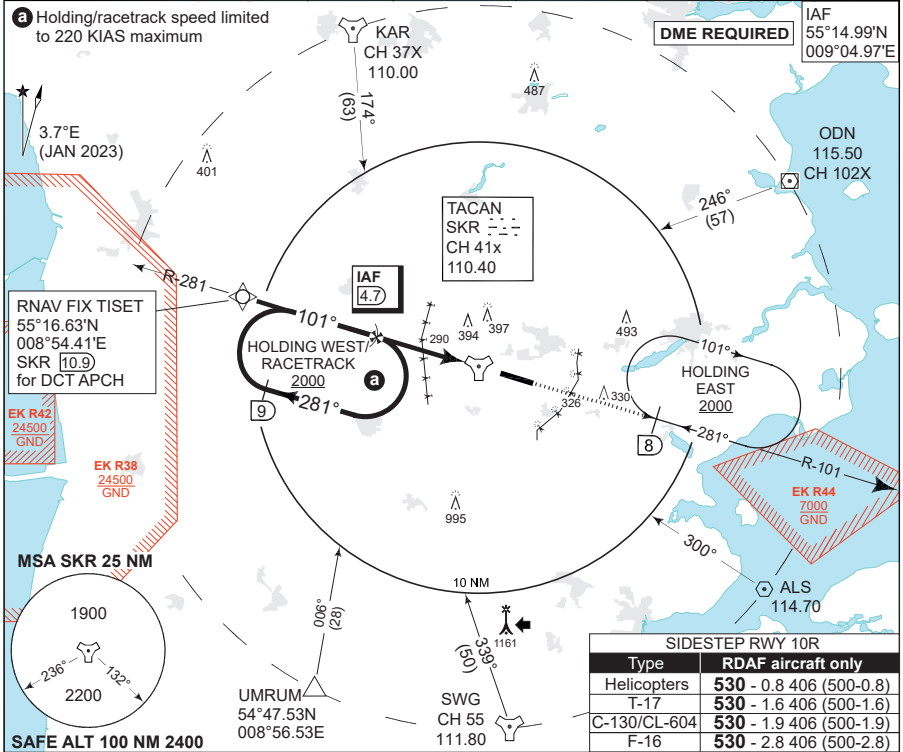 a Holding/racetrack speed limited
to 220 KIAS maximum
KAR
CH 37X
110.00
DME REQUIRED
IAF
55°14.99'N
009°04.97'E
487
3.7°E
(JAN 2023)
174°
(63)
401
ODN
115.50
CH 102X
246°
(57)
TACAN
SKR
CH 41x
110.40
R-281
IAF
4.7
RNAV FIX TISET
55°16.63'N
008°54.41'E
SKR 10.9
for DCT APCH
101°
HOLDING WEST/
RACETRACK
2000
a
281°
9
290
394
397
493
326
330
101°
HOLDING
EAST
2000
281°
8
R-101
EK R42
24500
GND
EK R38
24500
GND
EK R44
7000
GND
995
300°
ALS
114.70
MSA SKR 25 NM
1900
236°
132°
2200
SAFE ALT 100 NM 2400
10 NM
006°
(28)
UMRUM
54°47.53N
008°56.53E
339°
(50)
1161
SWG
CH 55
111.80
SIDESTEP RWY 10R
Type RDAF aircraft only
Helicopters 530 - 0.8 406 (500-0.8)
T-17 530 - 1.6 406 (500-1.6)
C-130/CL-604 530 - 1.9 406 (500-1.9)
F-16 530 - 2.8 406 (500-2.8)